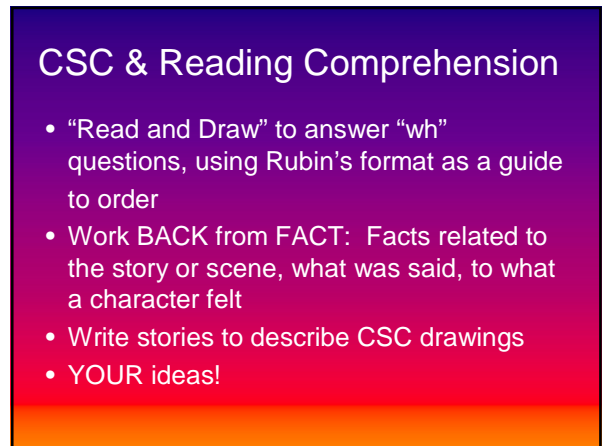 CSC & Reading Comprehension
• “Read and Draw” to answer “wh”
questions, using Rubin’s format as a guide
to order
• Work BACK from FACT:  Facts related to
the story or scene, what was said, to what
a character felt
• Write stories to describe CSC drawings
• YOUR ideas!